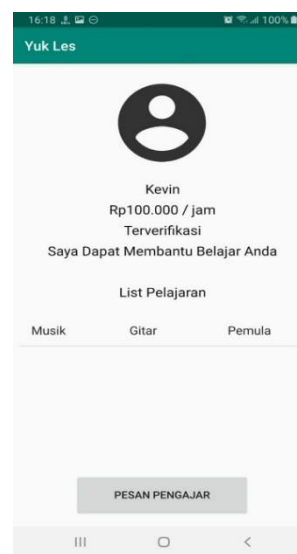 16:18 100%
Yuk Les
Kevin
Rp100.000 / jam
Terverifikasi
Saya Dapat Membantu Belajar Anda
List Pelajaran
Musik Gitar Pemula
PESAN PENGAJAR